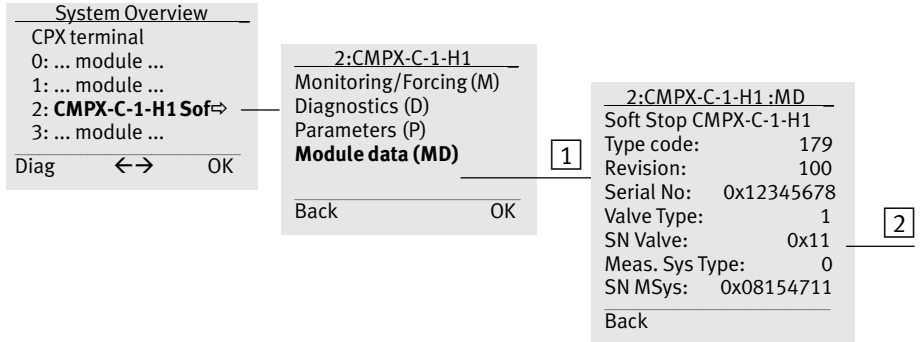 System Overview
CPX terminal
0: ... module ...
1: ... module ...
2: CMPX-C-1-H1 Sof⇨
3: ... module ...
Diag ←→ OK
2:CMPX-C-1-H1
Monitoring/Forcing (M)
Diagnostics (D)
Parameters (P)
Module data (MD)
Back OK
1
2:CMPX-C-1-H1 :MD
Soft Stop CMPX-C-1-H1
Type code: 179
Revision: 100
Serial No: 0x12345678
Valve Type: 1
SN Valve: 0x11
Meas. Sys Type: 0
SN MSys: 0x08154711
Back
2